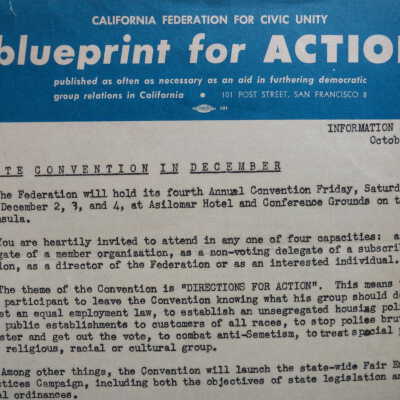 CALIFORNIA FEDERATION FOR CIVIC UNITY
blueprint for ACTION
published as often as necessary as an aid in furthering democratic
group relations in California • 101 POST STREET, SAN FRANCISCO 8
INFORMATION
Octo
TE CONVENTION IN DECEMBER
he Federation will hold its fourth Annual Convention Friday, Saturd
December 2, 3, and 4, at Asilomar Hotel and Conference Grounds on t
nsula.
You are heartily invited to attend in any one of four capacities: a
gate of a member organization, as a non-voting delegate of a subscri
ion, as a director of the Federation or as an interested individual.
The theme of the Convention is "DIRECTIONS FOR ACTION". This means
participant to leave the Convention knowing what his group should d
et an equal employment law, to establish an unsegregated housing pol
public establishments to customers of all races, to stop polies bru
ster and get out the vote, to combat anti-Semetism, to treat special
religious, racial or cultural group.
Among other things, the Convention will launch the state-wide Fair E
ctices Campaign, including both the objectives of state legislation a
al ordinances.